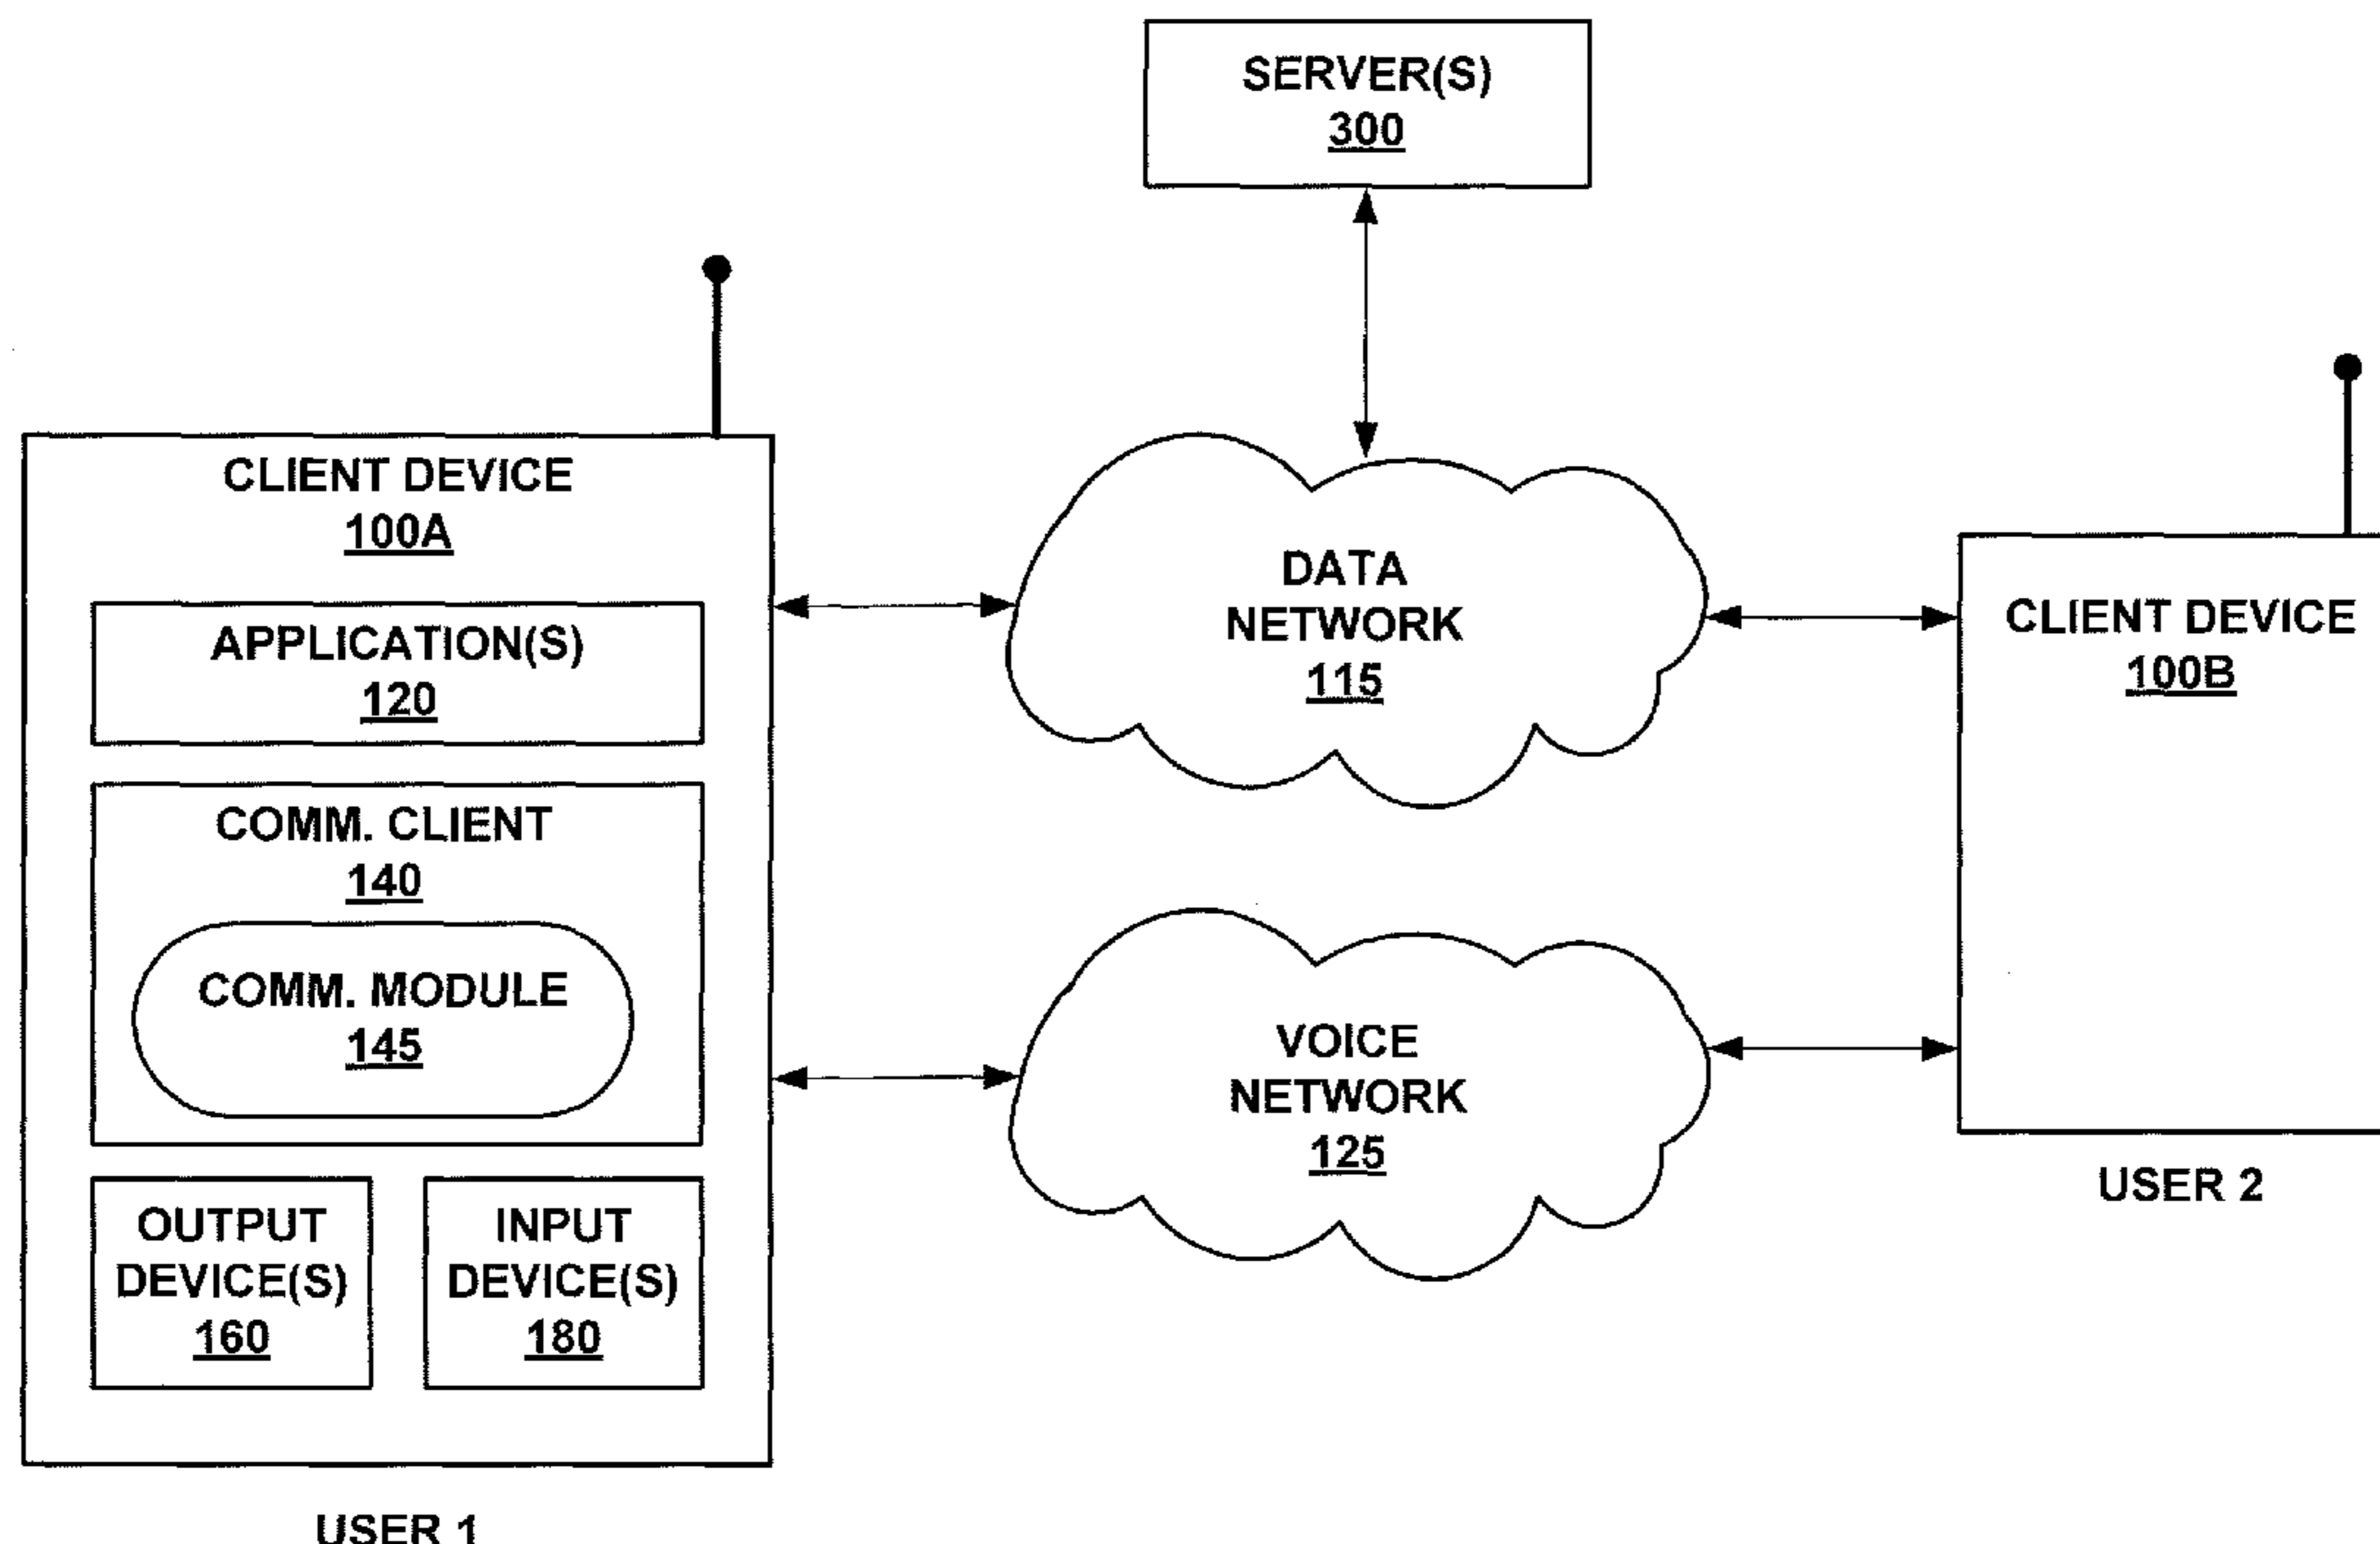 SERVER(S)
300
CLIENT DEVICE
100A
APPLICATION(S)
120
COMM. CLIENT
140
COMM. MODULE
145
OUTPUT
DEVICE(S)
160
INPUT
DEVICE(S)
180
USER 1
DATA
NETWORK
115
VOICE
NETWORK
125
CLIENT DEVICE
100B
USER 2